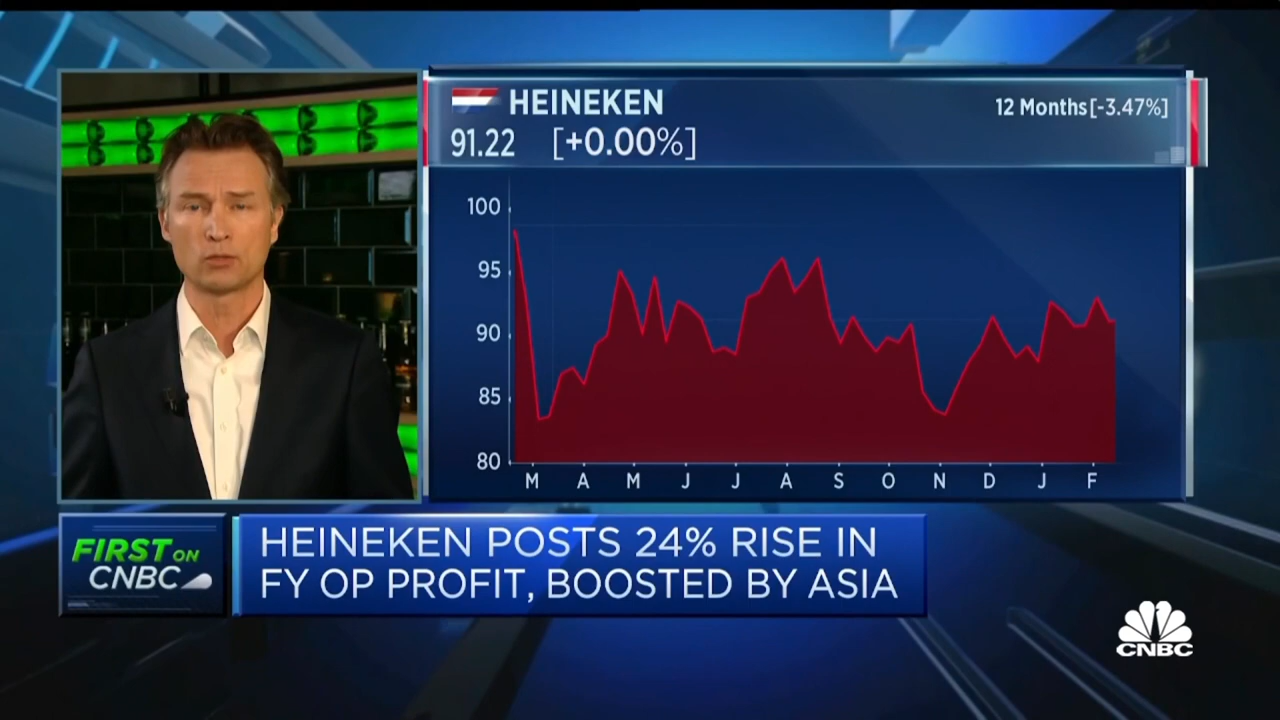 HEINEKEN
12 Months[-3.47%]
91.22 [+0.00%]
100
95
90
85
80
M A M J J A S O N D J F
FIRST ON
CNBC
HEINEKEN POSTS 24% RISE IN
FY OP PROFIT, BOOSTED BY ASIA
CNBC